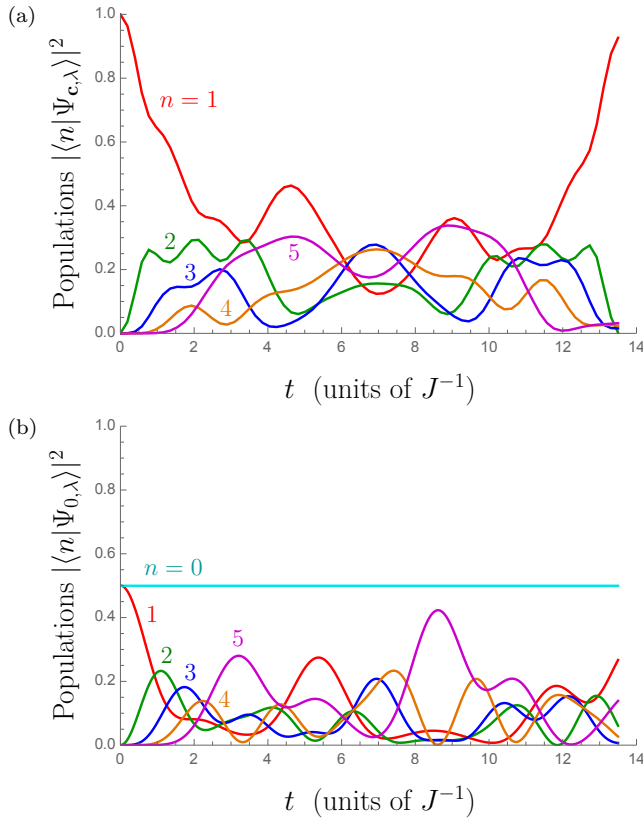 (a)
Populations |⟨n|Ψ_{c,λ}⟩|²
1.0
0.8
0.6
0.4
0.2
0.0
n = 1
2
3
4
5
0 2 4 6 8 10 12 14
t (units of J⁻¹)
(b)
Populations |⟨n|Ψ_{0,λ}⟩|²
1.0
0.8
0.6
0.4
0.2
0.0
n = 0
1
2
3
4
5
0 2 4 6 8 10 12 14
t (units of J⁻¹)